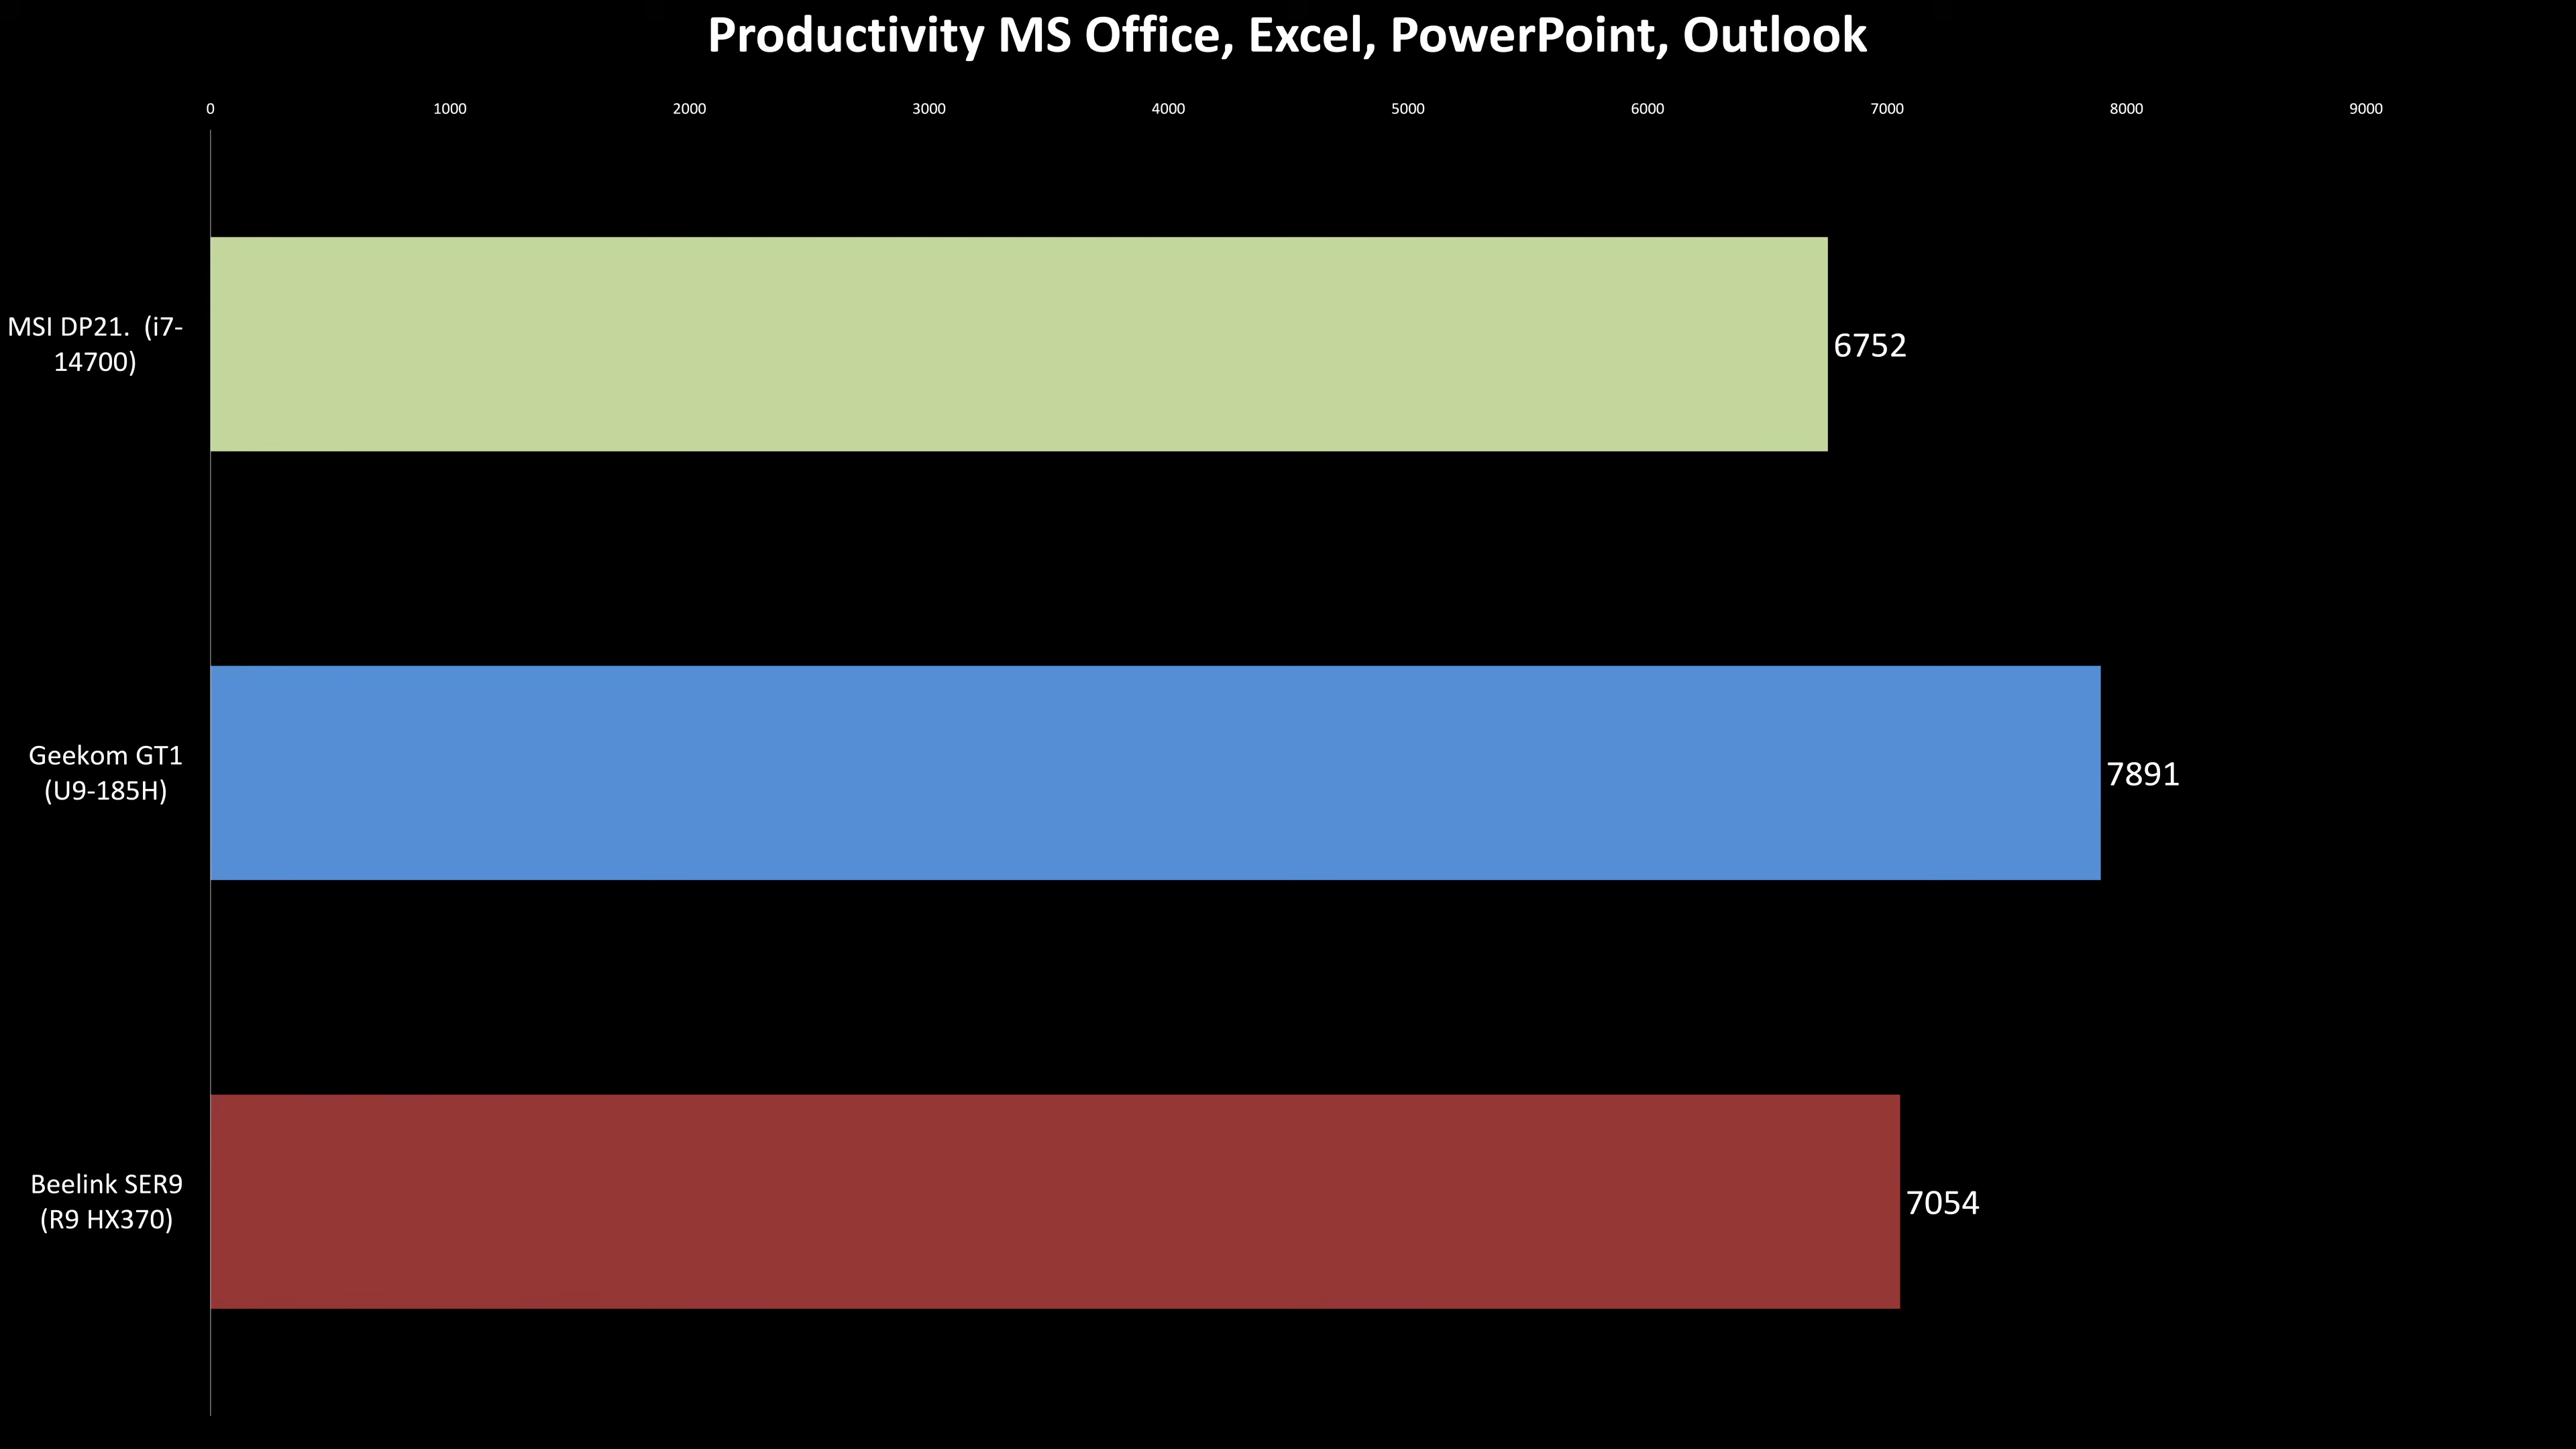 Productivity MS Office, Excel, PowerPoint, Outlook
0 1000 2000 3000 4000 5000 6000 7000 8000 9000
MSI DP21.  (i7-
14700)
6752
Geekom GT1
(U9-185H)
7891
Beelink SER9
(R9 HX370)
7054